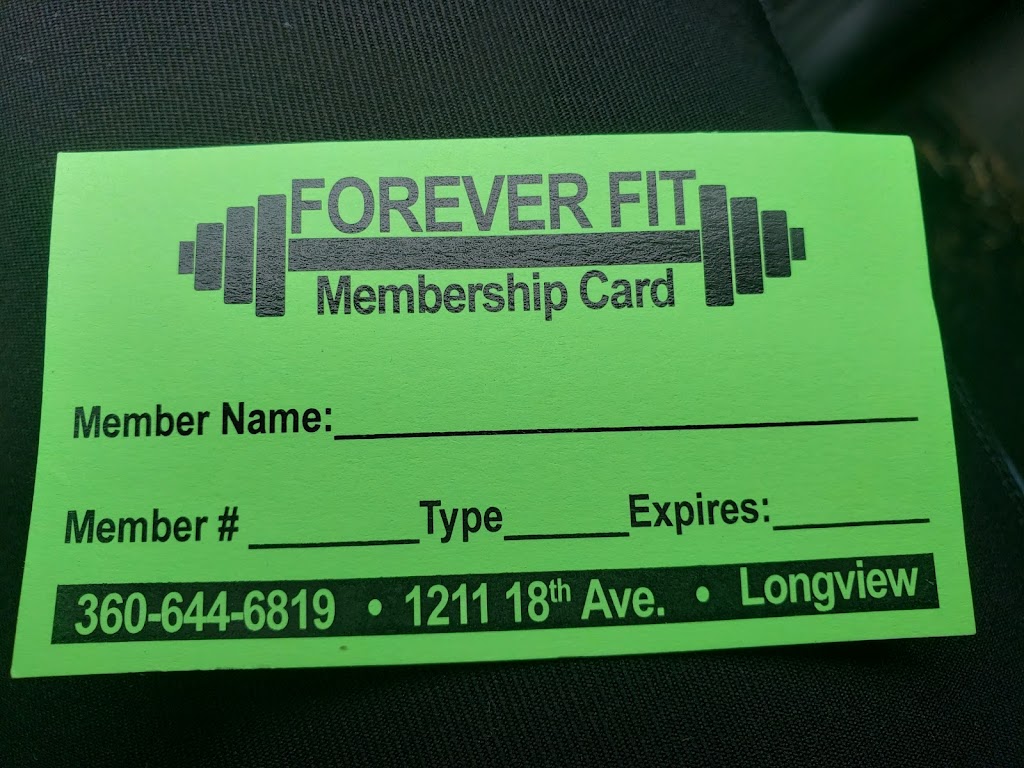 FOREVER FIT
Membership Card
Member Name:
Member # Type Expires:
360-644-6819 • 1211 18th Ave. • Longview